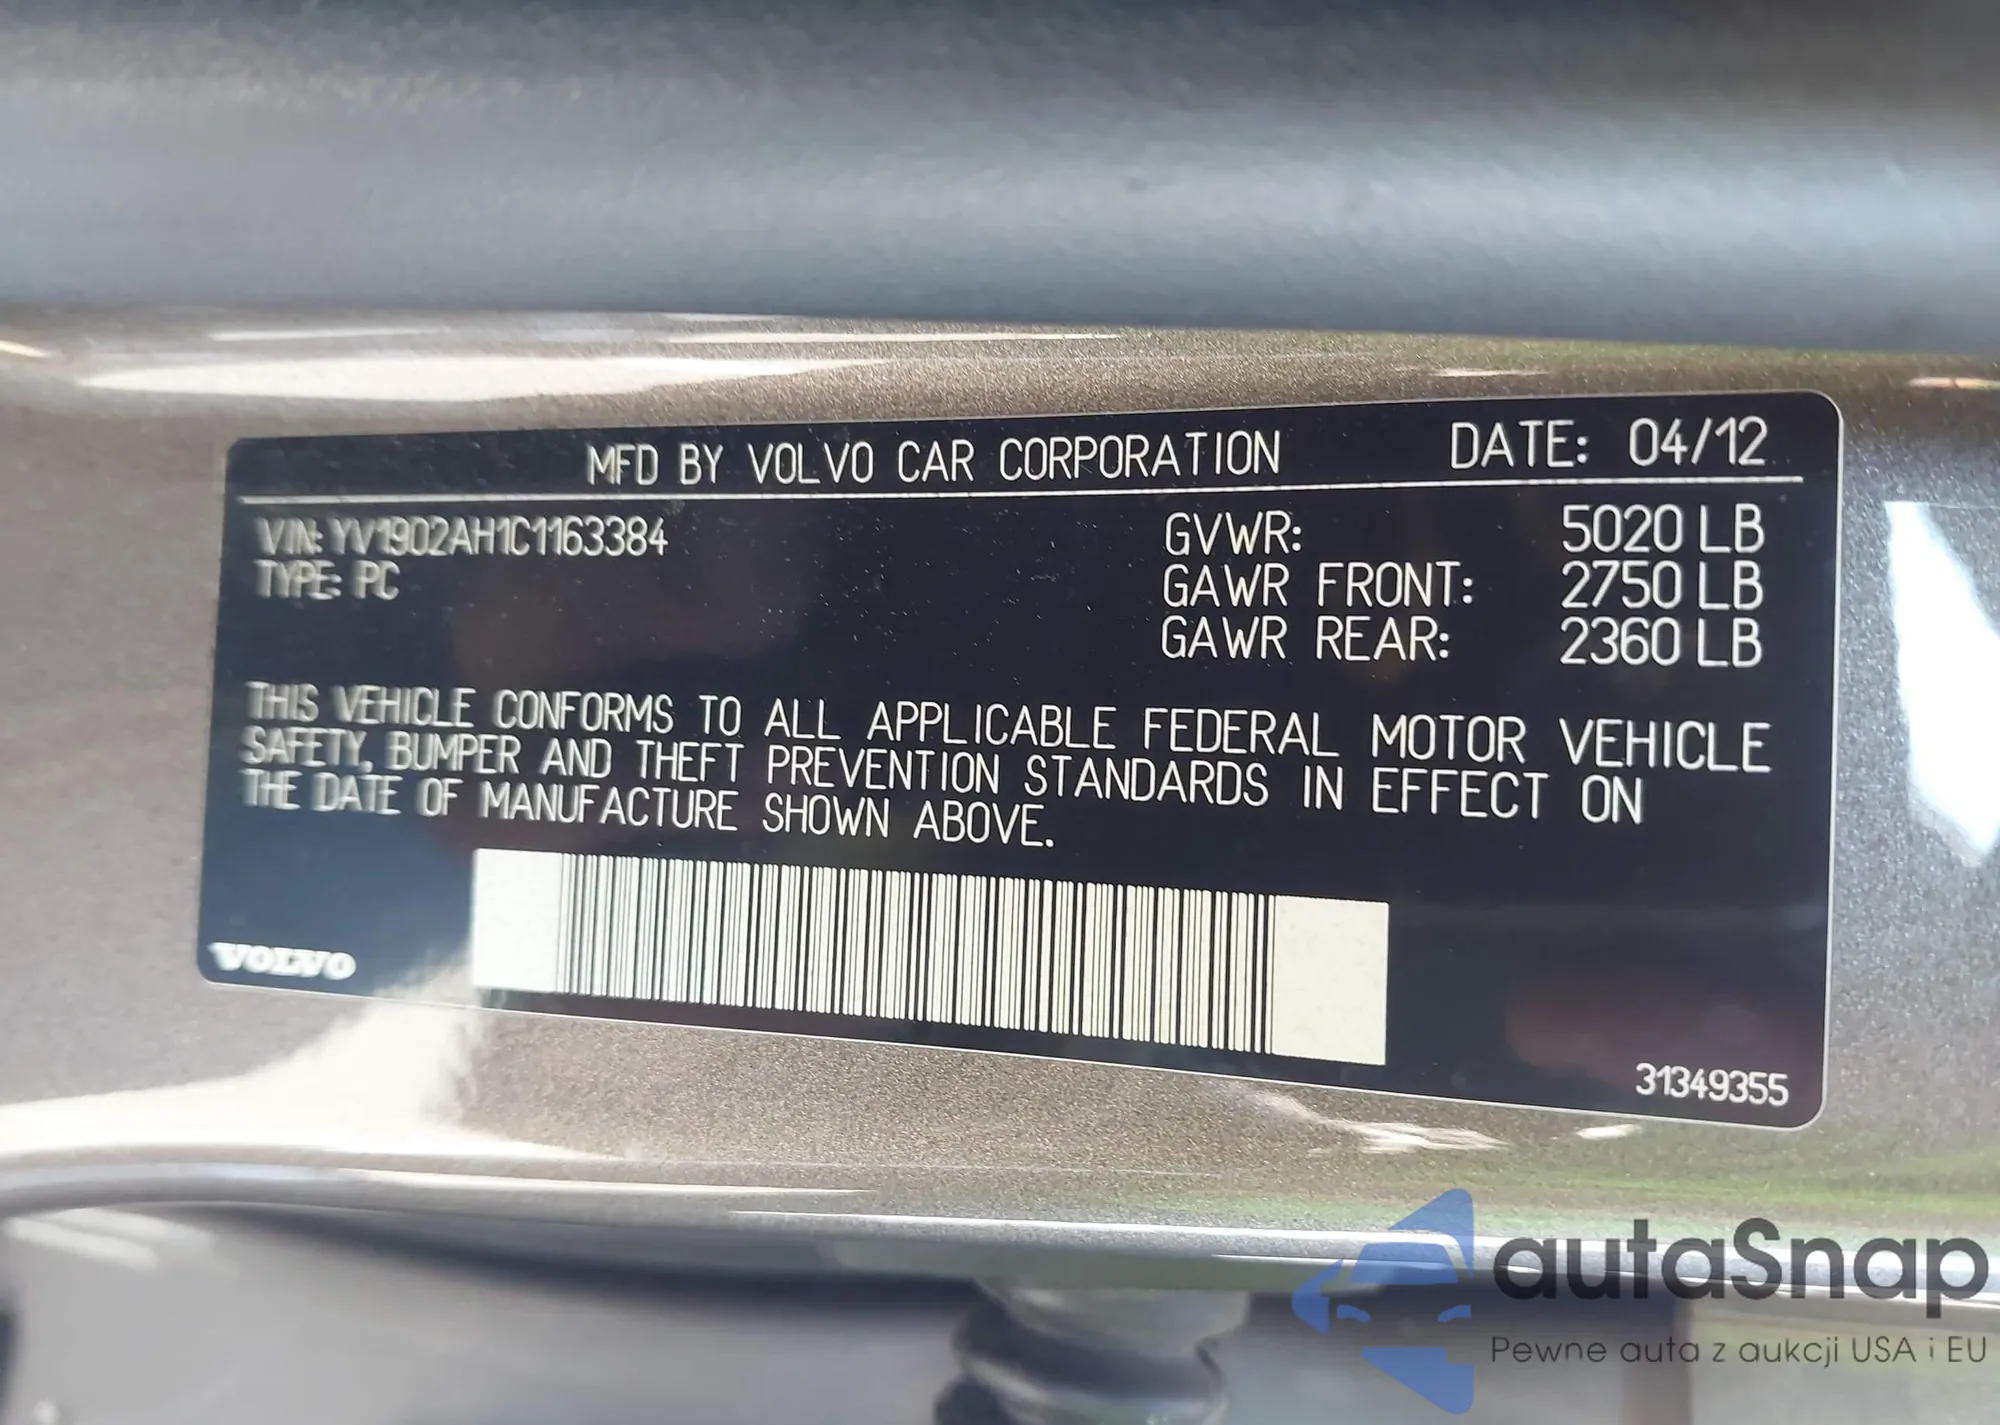 MFD BY VOLVO CAR CORPORATION DATE: 04/12
VIN: YV1902AH1C1163384 GVWR: 5020 LB
TYPE: PC GAWR FRONT: 2750 LB
GAWR REAR: 2360 LB
THIS VEHICLE CONFORMS TO ALL APPLICABLE FEDERAL MOTOR VEHICLE
SAFETY, BUMPER AND THEFT PREVENTION STANDARDS IN EFFECT ON
THE DATE OF MANUFACTURE SHOWN ABOVE.
VOLVO
31349355
autaSnap
Pewne auta z aukcji USA i EU